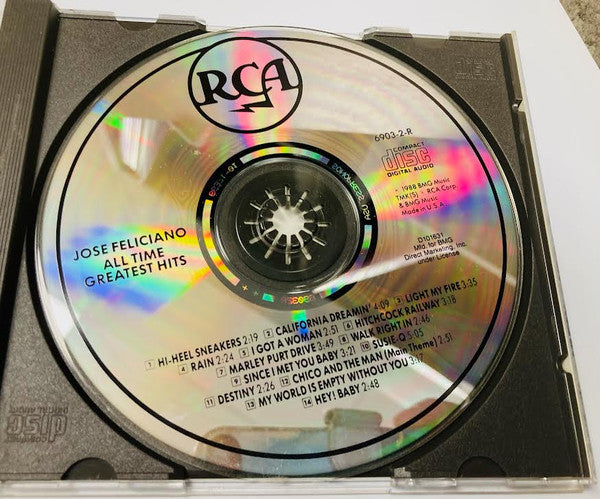 RCA
6903-2-R
COMPACT
disc
DIGITAL AUDIO
© 1988 BMG Music
TMK(S) ® RCA Corp.
& BMG Music
Made in U.S.A.
D101631
Mfd. for BMG
Direct Marketing, Inc.
under License
JOSE FELICIANO
ALL TIME
GREATEST HITS
1 HI-HEEL SNEAKERS 2:19 2 CALIFORNIA DREAMIN' 4:09 3 LIGHT MY FIRE 3:35
4 RAIN 2:24 5 I GOT A WOMAN 2:51 6 HITCHCOCK RAILWAY 3:18
7 MARLEY PURT DRIVE 3:49 8 WALK RIGHT IN 2:46
9 SINCE I MET YOU BABY 3:21 10 SUSIE-Q 5:05
11 DESTINY 2:26 12 CHICO AND THE MAN (Main Theme) 2:51
13 MY WORLD IS EMPTY WITHOUT YOU 3:17
14 HEY! BABY 2:48